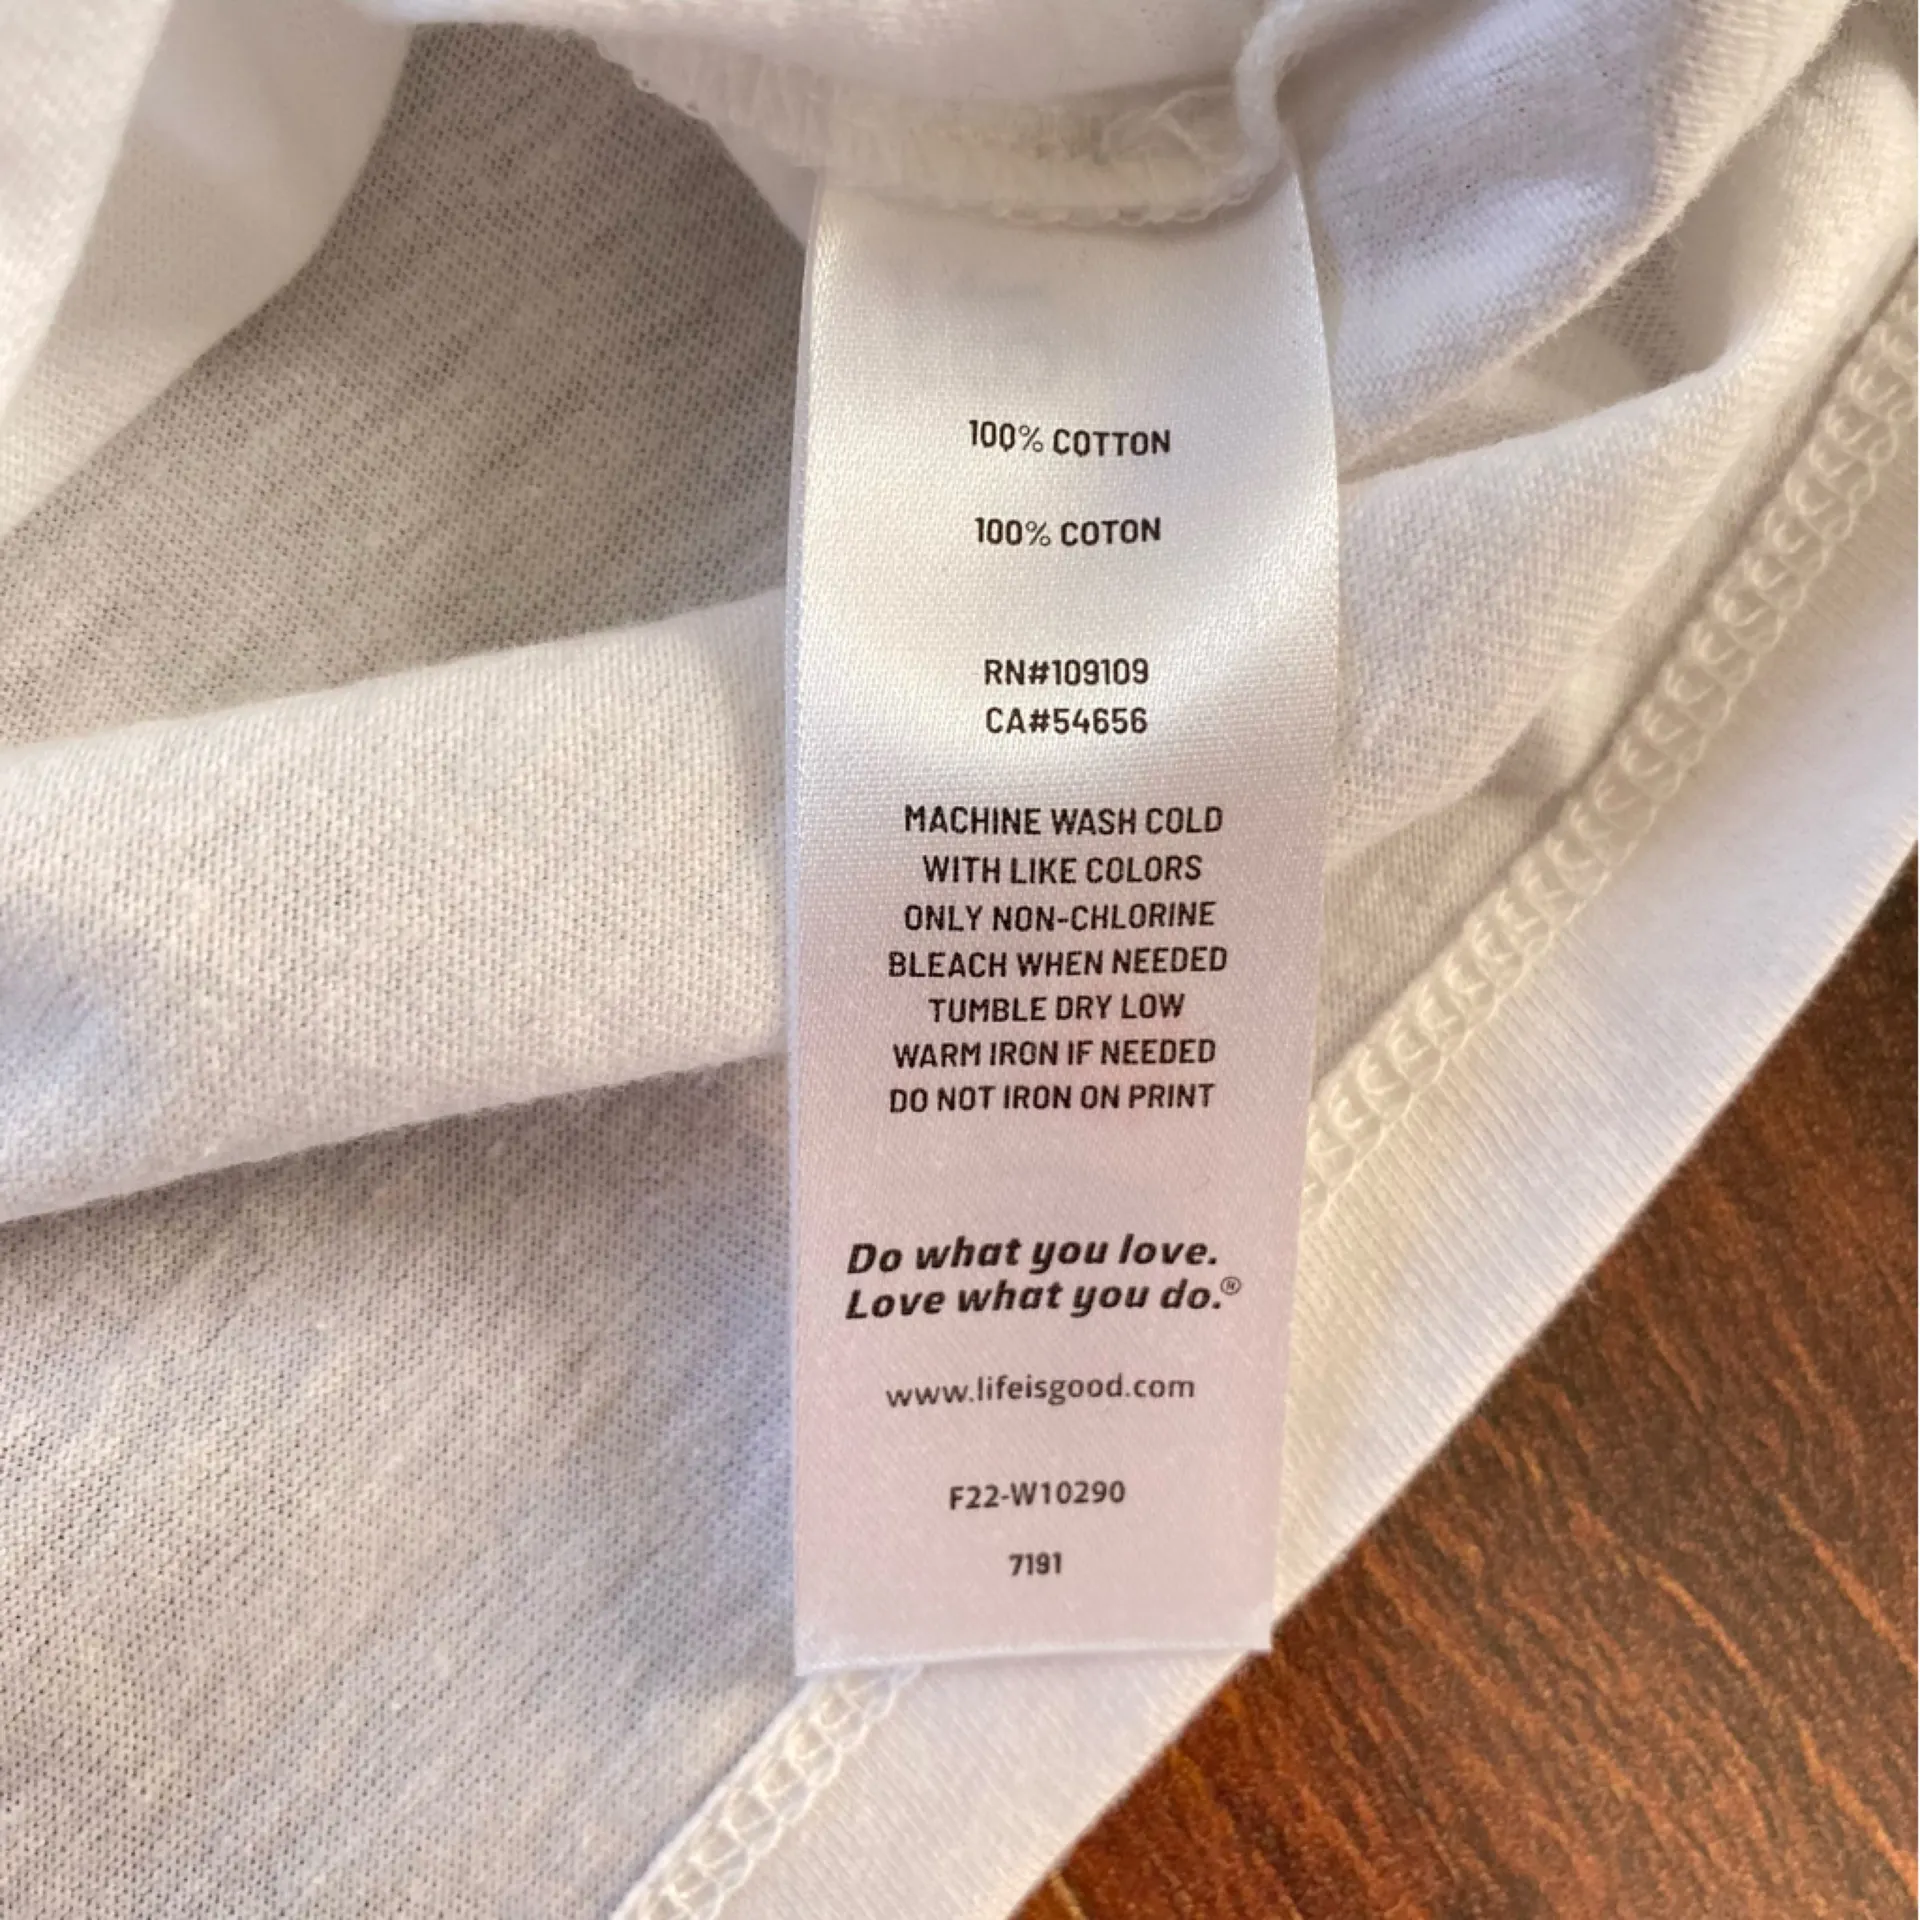 100% COTTON
100% COTON
RN#109109
CA#54656
MACHINE WASH COLD
WITH LIKE COLORS
ONLY NON-CHLORINE
BLEACH WHEN NEEDED
TUMBLE DRY LOW
WARM IRON IF NEEDED
DO NOT IRON ON PRINT
Do what you love.
Love what you do.®
www.lifeisgood.com
F22-W10290
7191